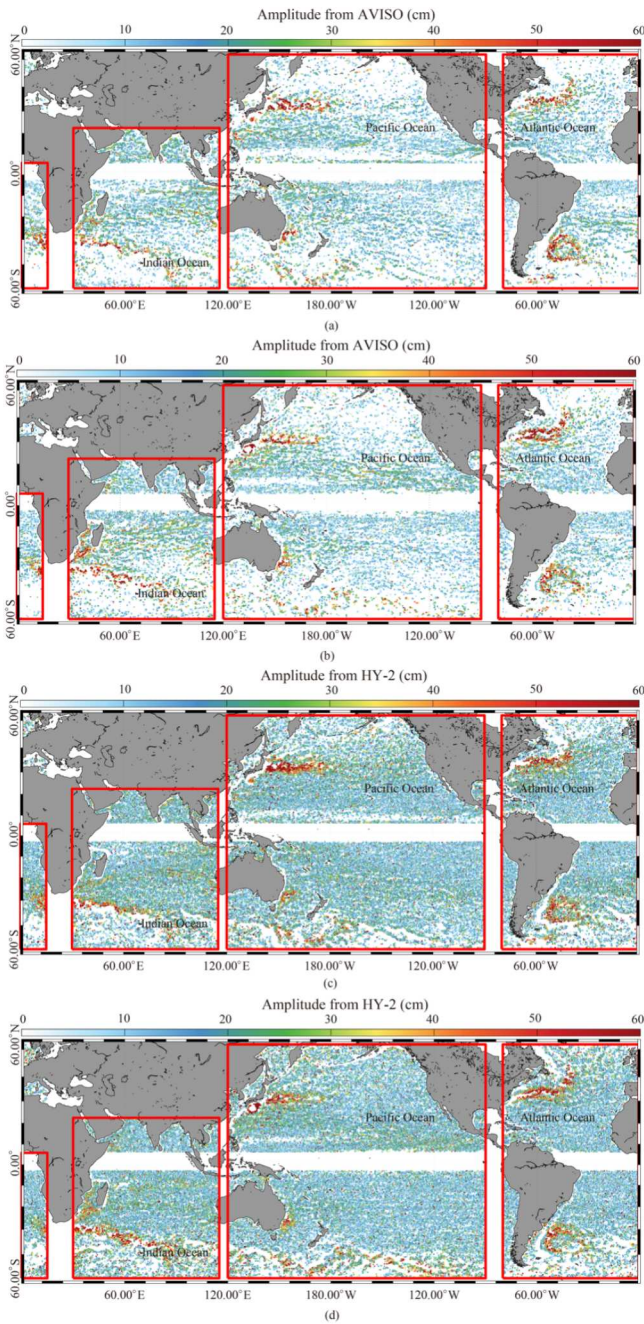 Amplitude from AVISO (cm)
0 10 20 30 40 50 60
60.00°N
0.00°
60.00°S
Pacific Ocean
Atlantic Ocean
Indian Ocean
60.00°E 120.00°E 180.00°W 120.00°W 60.00°W
(a)
Amplitude from AVISO (cm)
0 10 20 30 40 50 60
60.00°N
0.00°
60.00°S
Pacific Ocean
Atlantic Ocean
Indian Ocean
60.00°E 120.00°E 180.00°W 120.00°W 60.00°W
(b)
Amplitude from HY-2 (cm)
0 10 20 30 40 50 60
60.00°N
0.00°
60.00°S
Pacific Ocean
Atlantic Ocean
Indian Ocean
60.00°E 120.00°E 180.00°W 120.00°W 60.00°W
(c)
Amplitude from HY-2 (cm)
0 10 20 30 40 50 60
60.00°N
0.00°
60.00°S
Pacific Ocean
Atlantic Ocean
Indian Ocean
60.00°E 120.00°E 180.00°W 120.00°W 60.00°W
(d)